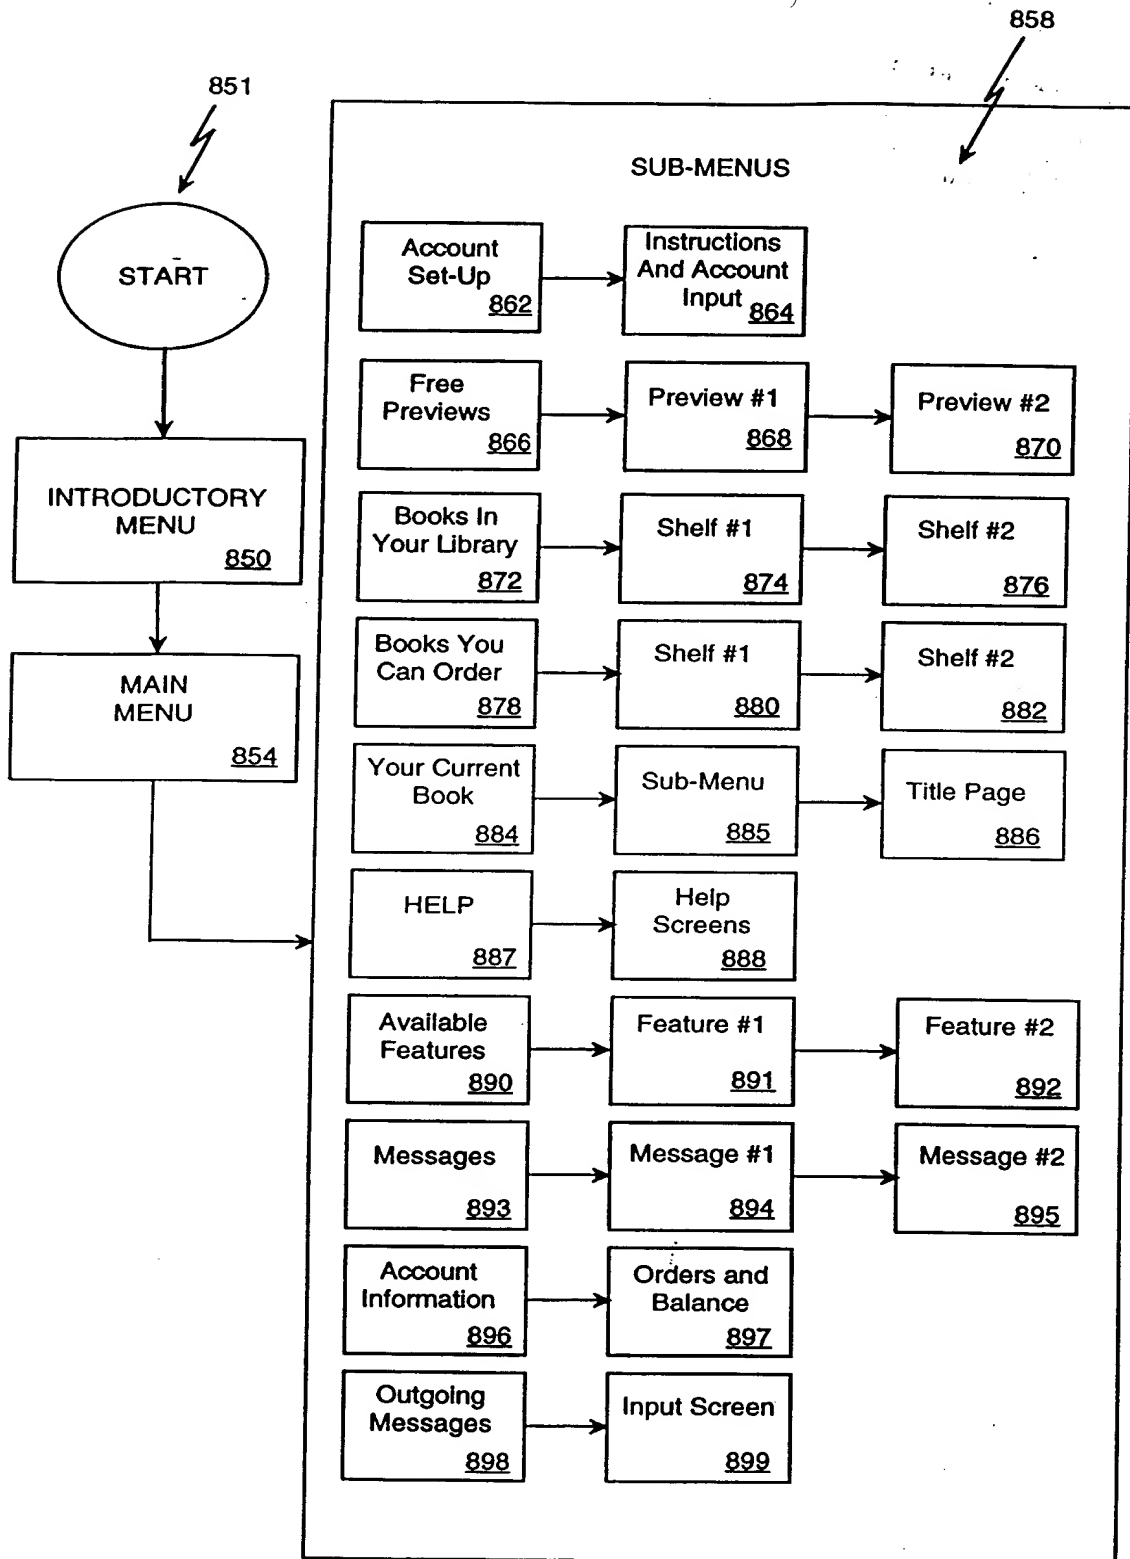 858
851
SUB-MENUS
START
INTRODUCTORY
MENU
850
MAIN
MENU
854
Account
Set-Up
862
Instructions
And Account
Input
864
Free
Previews
866
Preview #1
868
Preview #2
870
Books In
Your Library
872
Shelf #1
874
Shelf #2
876
Books You
Can Order
878
Shelf #1
880
Shelf #2
882
Your Current
Book
884
Sub-Menu
885
Title Page
886
HELP
887
Help
Screens
888
Available
Features
890
Feature #1
891
Feature #2
892
Messages
893
Message #1
894
Message #2
895
Account
Information
896
Orders and
Balance
897
Outgoing
Messages
898
Input Screen
899